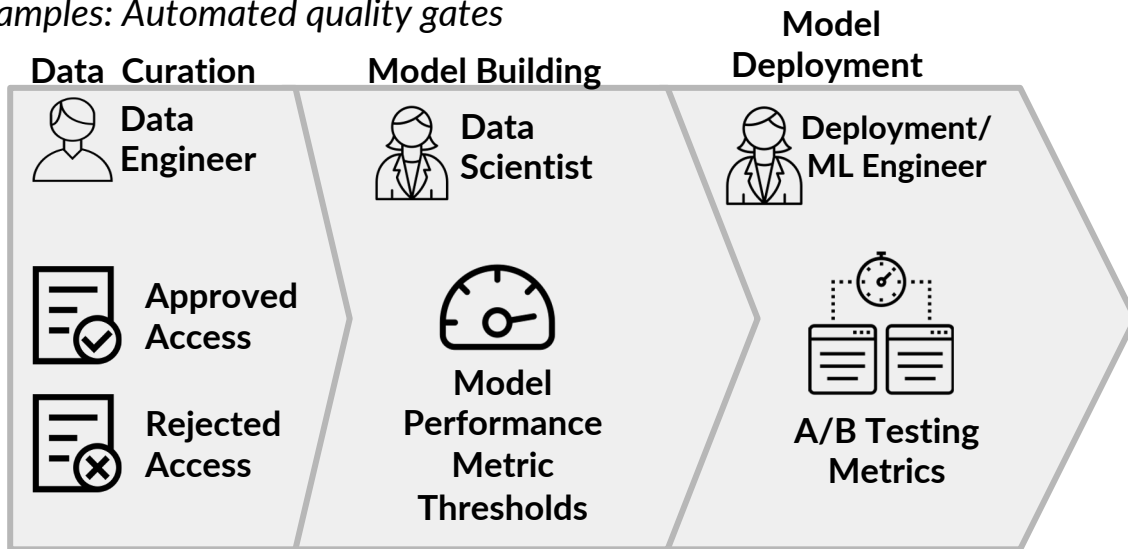 amples: Automated quality gates
Data Curation
Data
Engineer
Approved
Access
Rejected
Access
Model Building
Data
Scientist
Model
Performance
Metric
Thresholds
Model
Deployment
Deployment/
ML Engineer
A/B Testing
Metrics